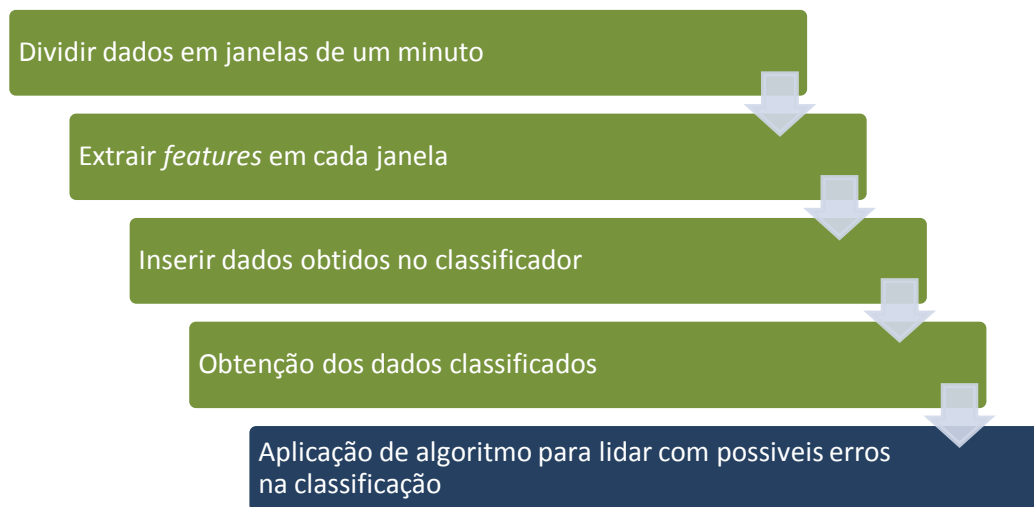 Dividir dados em janelas de um minuto
Extrair features em cada janela
Inserir dados obtidos no classificador
Obtenção dos dados classificados
Aplicação de algoritmo para lidar com possiveis erros
na classificação